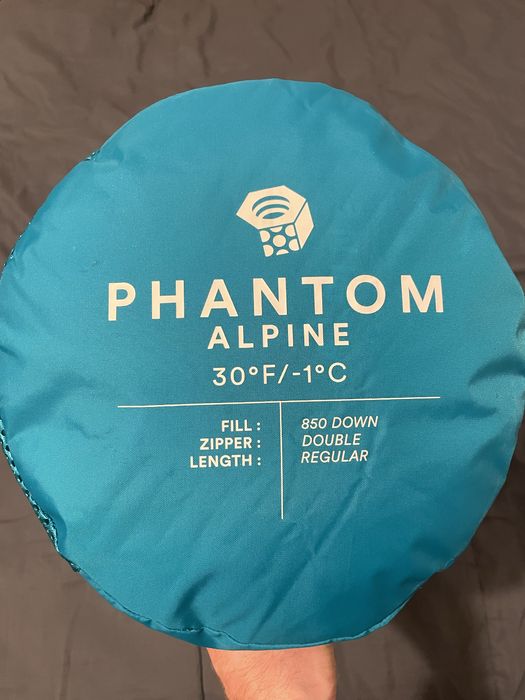 PHANTOM
ALPINE
30°F/-1°C
FILL : 850 DOWN
ZIPPER : DOUBLE
LENGTH : REGULAR